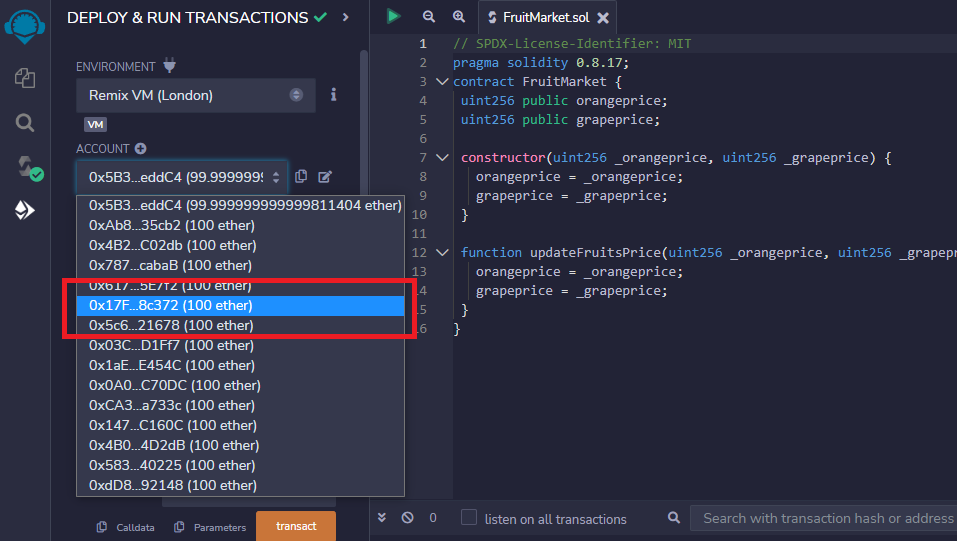 DEPLOY & RUN TRANSACTIONS
ENVIRONMENT
Remix VM (London)
VM
ACCOUNT
0x5B3...eddC4 (99.9999999
0x5B3...eddC4 (99.999999999999811404 ether)
0xAb8...35cb2 (100 ether)
0x4B2...C02db (100 ether)
0x787...cabaB (100 ether)
0x617...5E7f2 (100 ether)
0x17F...8c372 (100 ether)
0x5c6...21678 (100 ether)
0x03C...D1Ff7 (100 ether)
0x1aE...E454C (100 ether)
0x0A0...C70DC (100 ether)
0xCA3...a733c (100 ether)
0x147...C160C (100 ether)
0x4B0...4D2dB (100 ether)
0x583...40225 (100 ether)
0xdD8...92148 (100 ether)
Calldata Parameters transact
FruitMarket.sol
1 // SPDX-License-Identifier: MIT
2 pragma solidity 0.8.17;
3 contract FruitMarket {
4 uint256 public orangeprice;
5 uint256 public grapeprice;
6
7 constructor(uint256 _orangeprice, uint256 _grapeprice) {
8 orangeprice = _orangeprice;
9 grapeprice = _grapeprice;
10 }
11
12 function updateFruitsPrice(uint256 _orangeprice, uint256 _grapepr
13 orangeprice = _orangeprice;
14 grapeprice = _grapeprice;
15 }
16 }
0 listen on all transactions Search with transaction hash or address